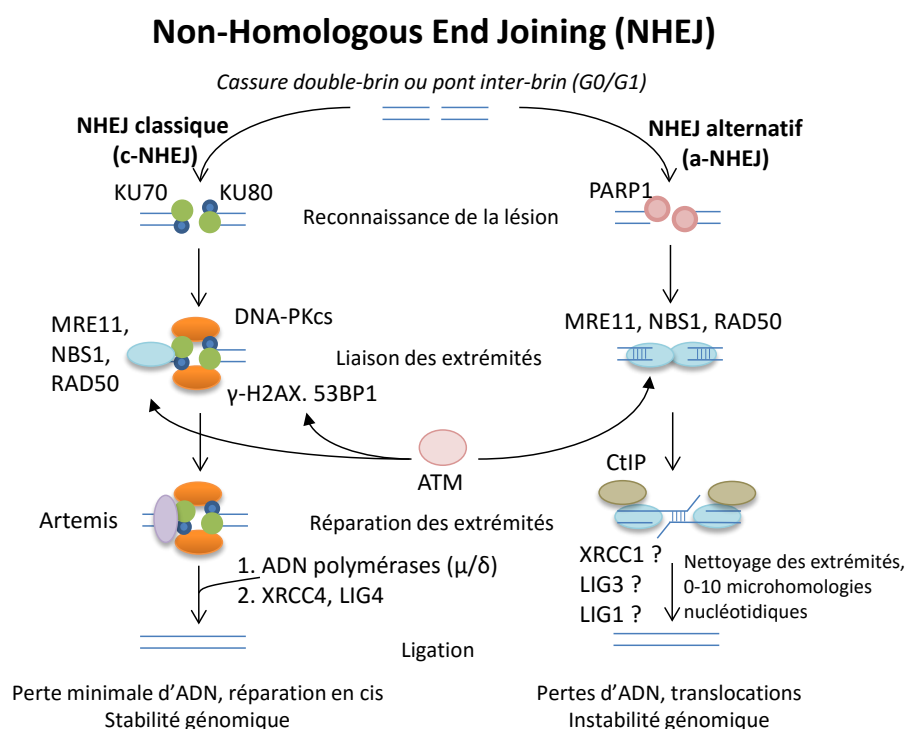 Non-Homologous End Joining (NHEJ)
Cassure double-brin ou pont inter-brin (G0/G1)
NHEJ classique
(c-NHEJ)
NHEJ alternatif
(a-NHEJ)
KU70
KU80
Reconnaissance de la lésion
PARP1
MRE11,
NBS1,
RAD50
DNA-PKcs
Liaison des extrémités
MRE11, NBS1, RAD50
γ-H2AX. 53BP1
ATM
CtIP
Artemis
Réparation des extrémités
1. ADN polymérases (μ/δ)
2. XRCC4, LIG4
XRCC1 ?
LIG3 ?
LIG1 ?
Nettoyage des extrémités,
0-10 microhomologies
nucléotidiques
Ligation
Perte minimale d’ADN, réparation en cis
Stabilité génomique
Pertes d’ADN, translocations
Instabilité génomique